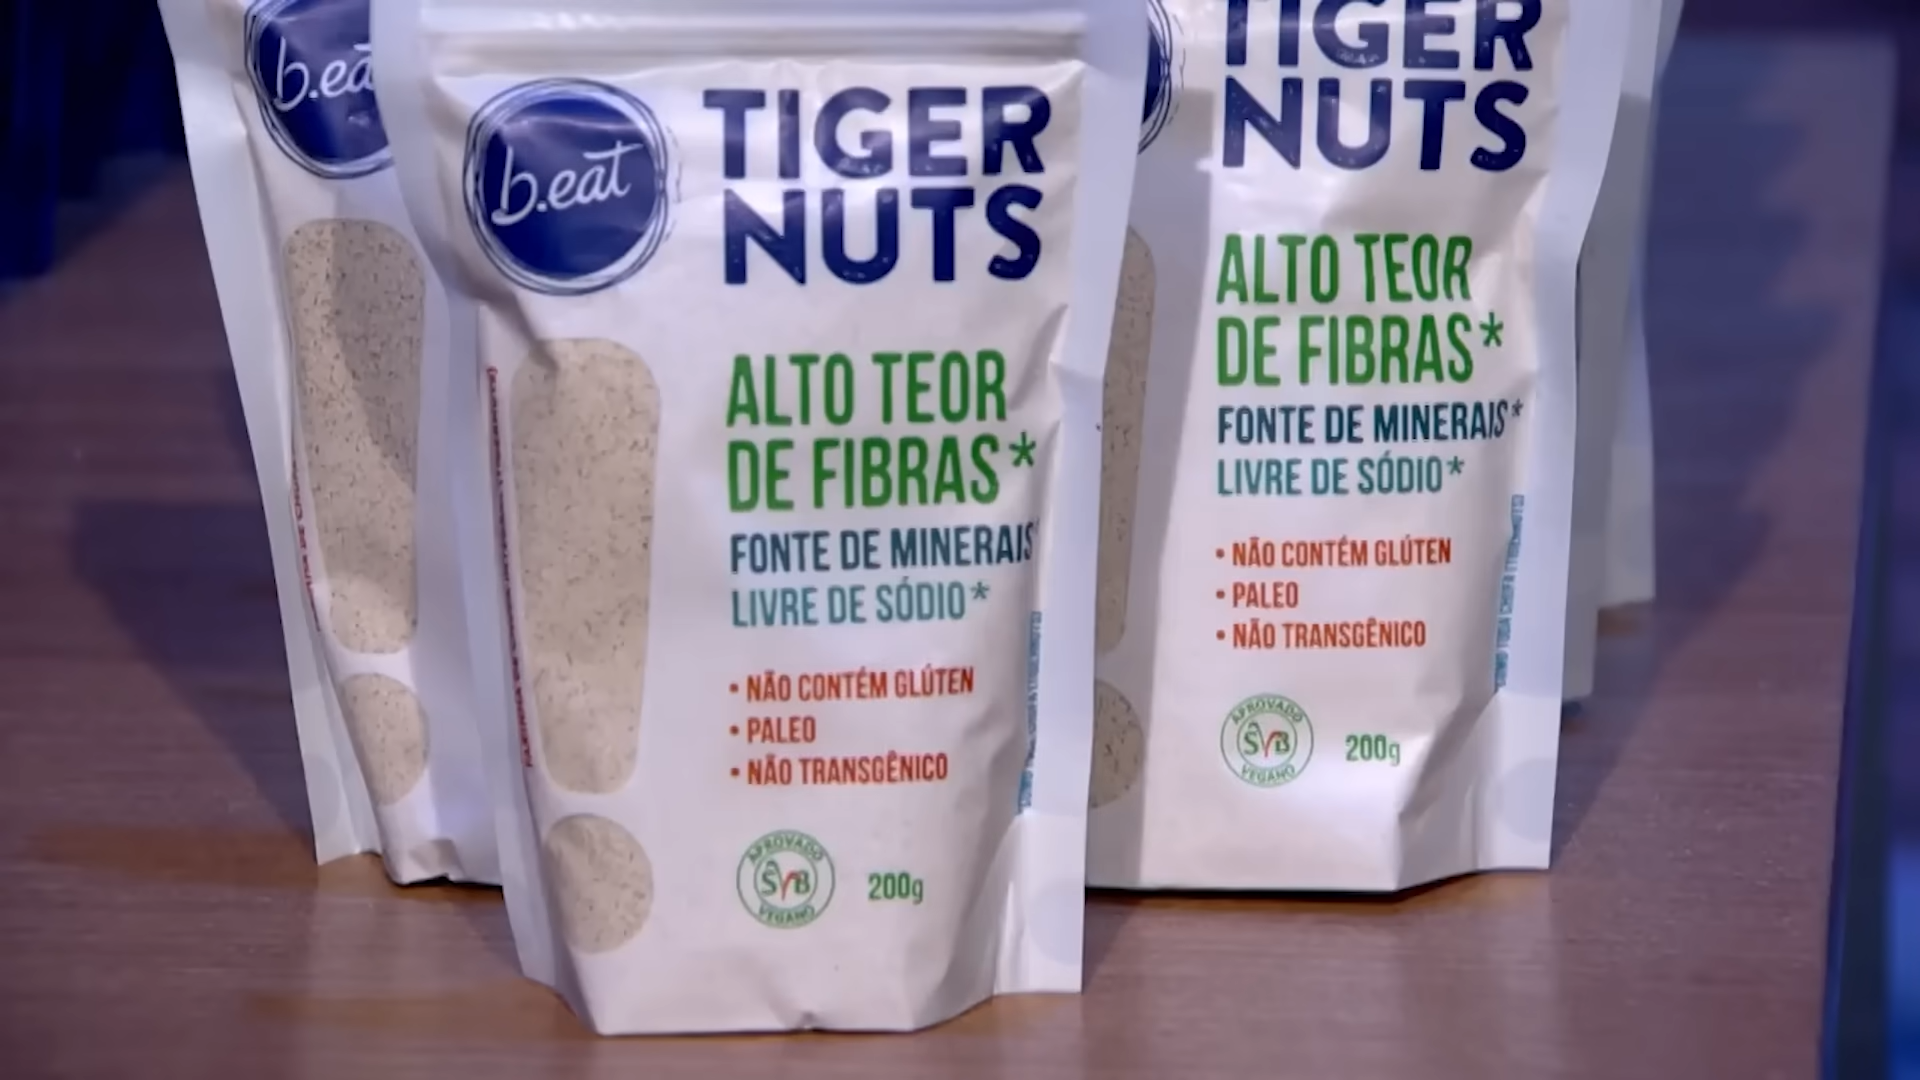 b.eat
TIGER
NUTS
ALTO TEOR
DE FIBRAS*
FONTE DE MINERAIS*
LIVRE DE SÓDIO*
• NÃO CONTÉM GLÚTEN
• PALEO
• NÃO TRANSGÊNICO
APROVADO
SVB
VEGANO
200g
b.ea
TIGER
NUTS
ALTO TEOR
DE FIBRAS*
FONTE DE MINERAIS*
LIVRE DE SÓDIO*
• NÃO CONTÉM GLÚTEN
• PALEO
• NÃO TRANSGÊNICO
APROVADO
SVB
VEGANO
200g